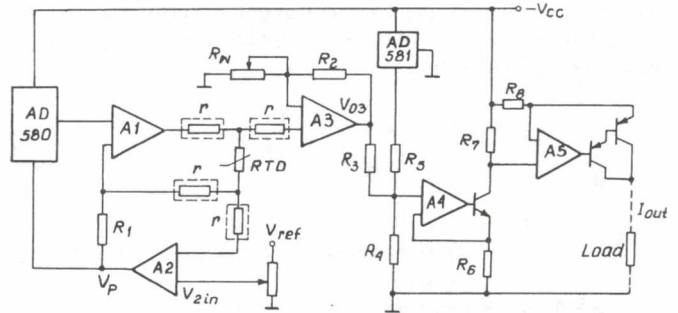 -Vcc
RN
R2
AD
581
R8
AD
580
A1
r
r
A3
V03
R7
A5
RTD
R3
R5
A4
r
R1
r
Iout
Vref
A2
R4
R6
Load
VP
V2in